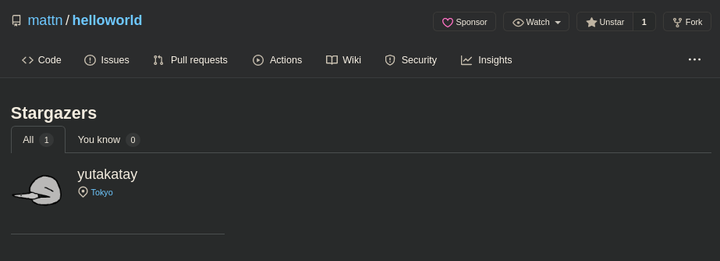 mattn / helloworld
Sponsor Watch Unstar 1 Fork
Code Issues Pull requests Actions Wiki Security Insights
Stargazers
All 1 You know 0
yutakatay
Tokyo